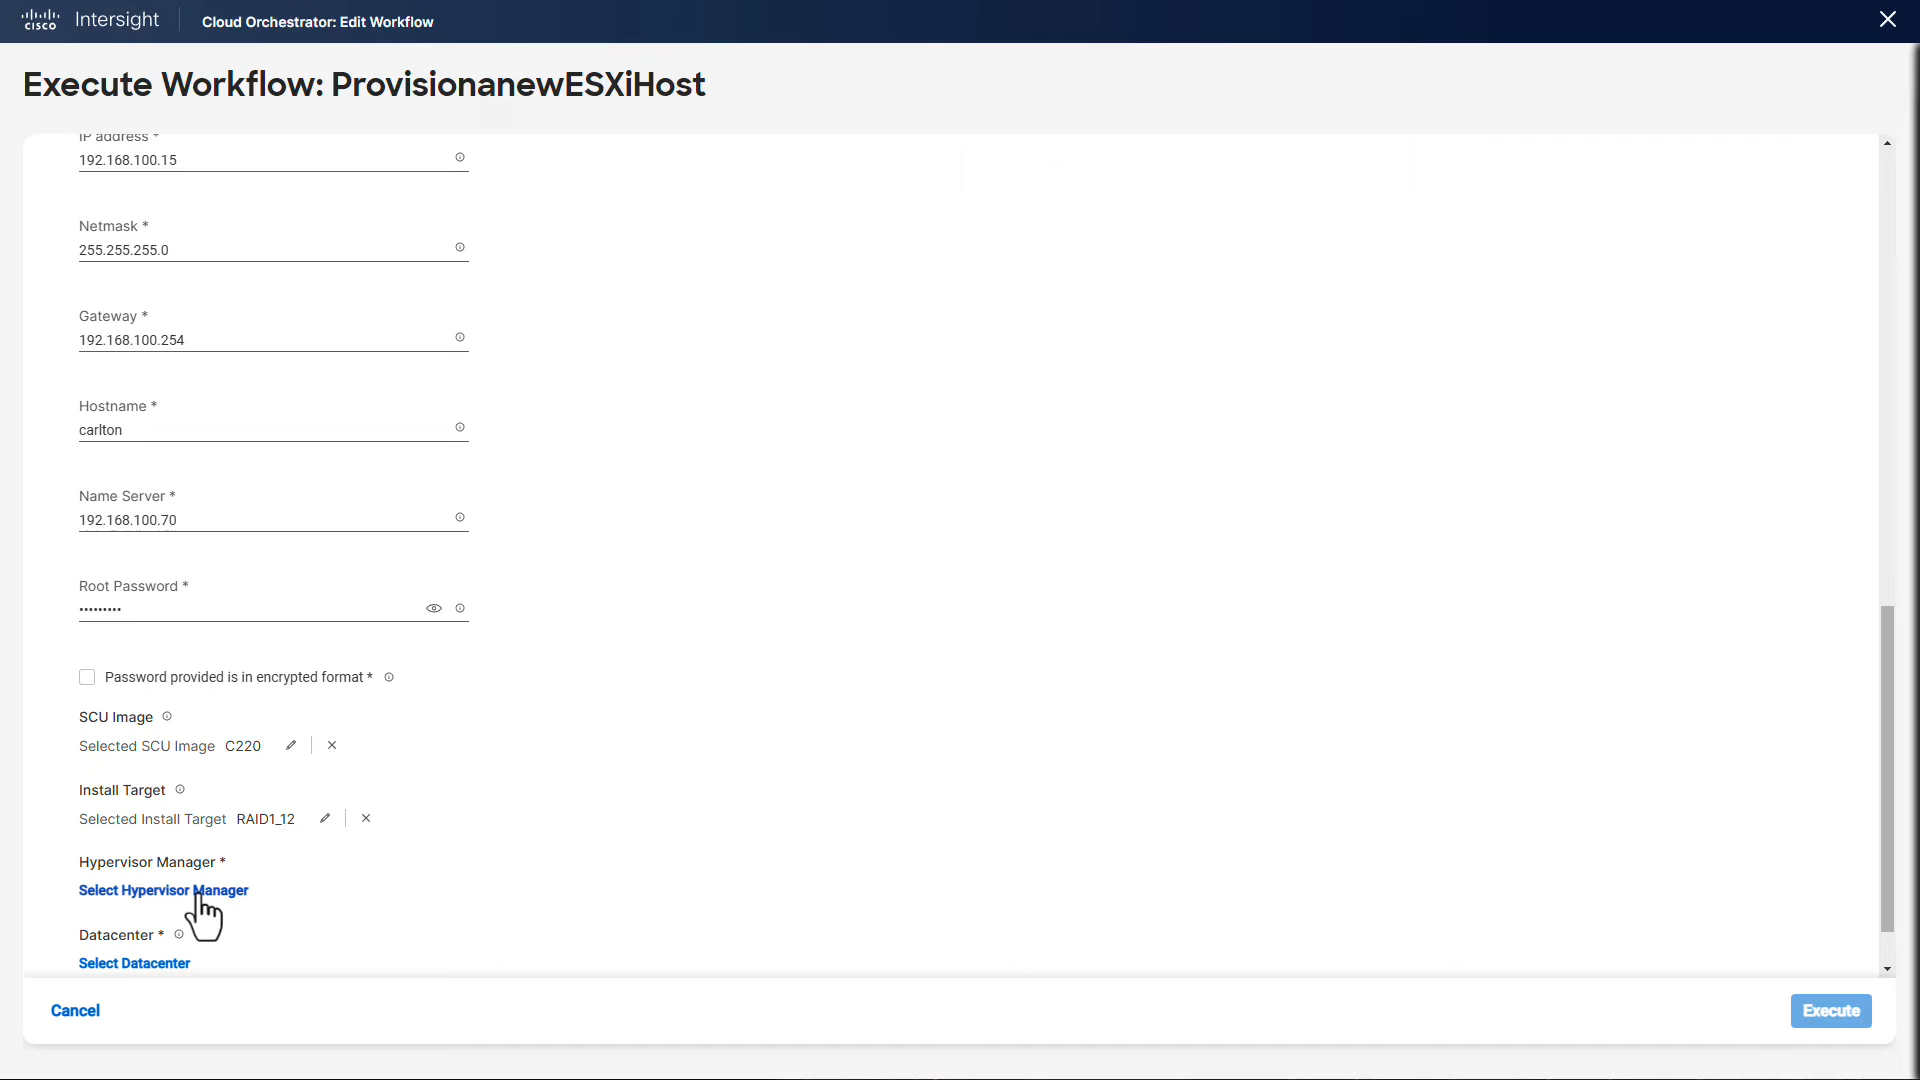 cisco Intersight Cloud Orchestrator: Edit Workflow
Execute Workflow: ProvisionanewESXiHost
IP address *
192.168.100.15
Netmask *
255.255.255.0
Gateway *
192.168.100.254
Hostname *
carlton
Name Server *
192.168.100.70
Root Password *
•••••••••
Password provided is in encrypted format *
SCU Image
Selected SCU Image C220
Install Target
Selected Install Target RAID1_12
Hypervisor Manager *
Select Hypervisor Manager
Datacenter *
Select Datacenter
Cancel
Execute